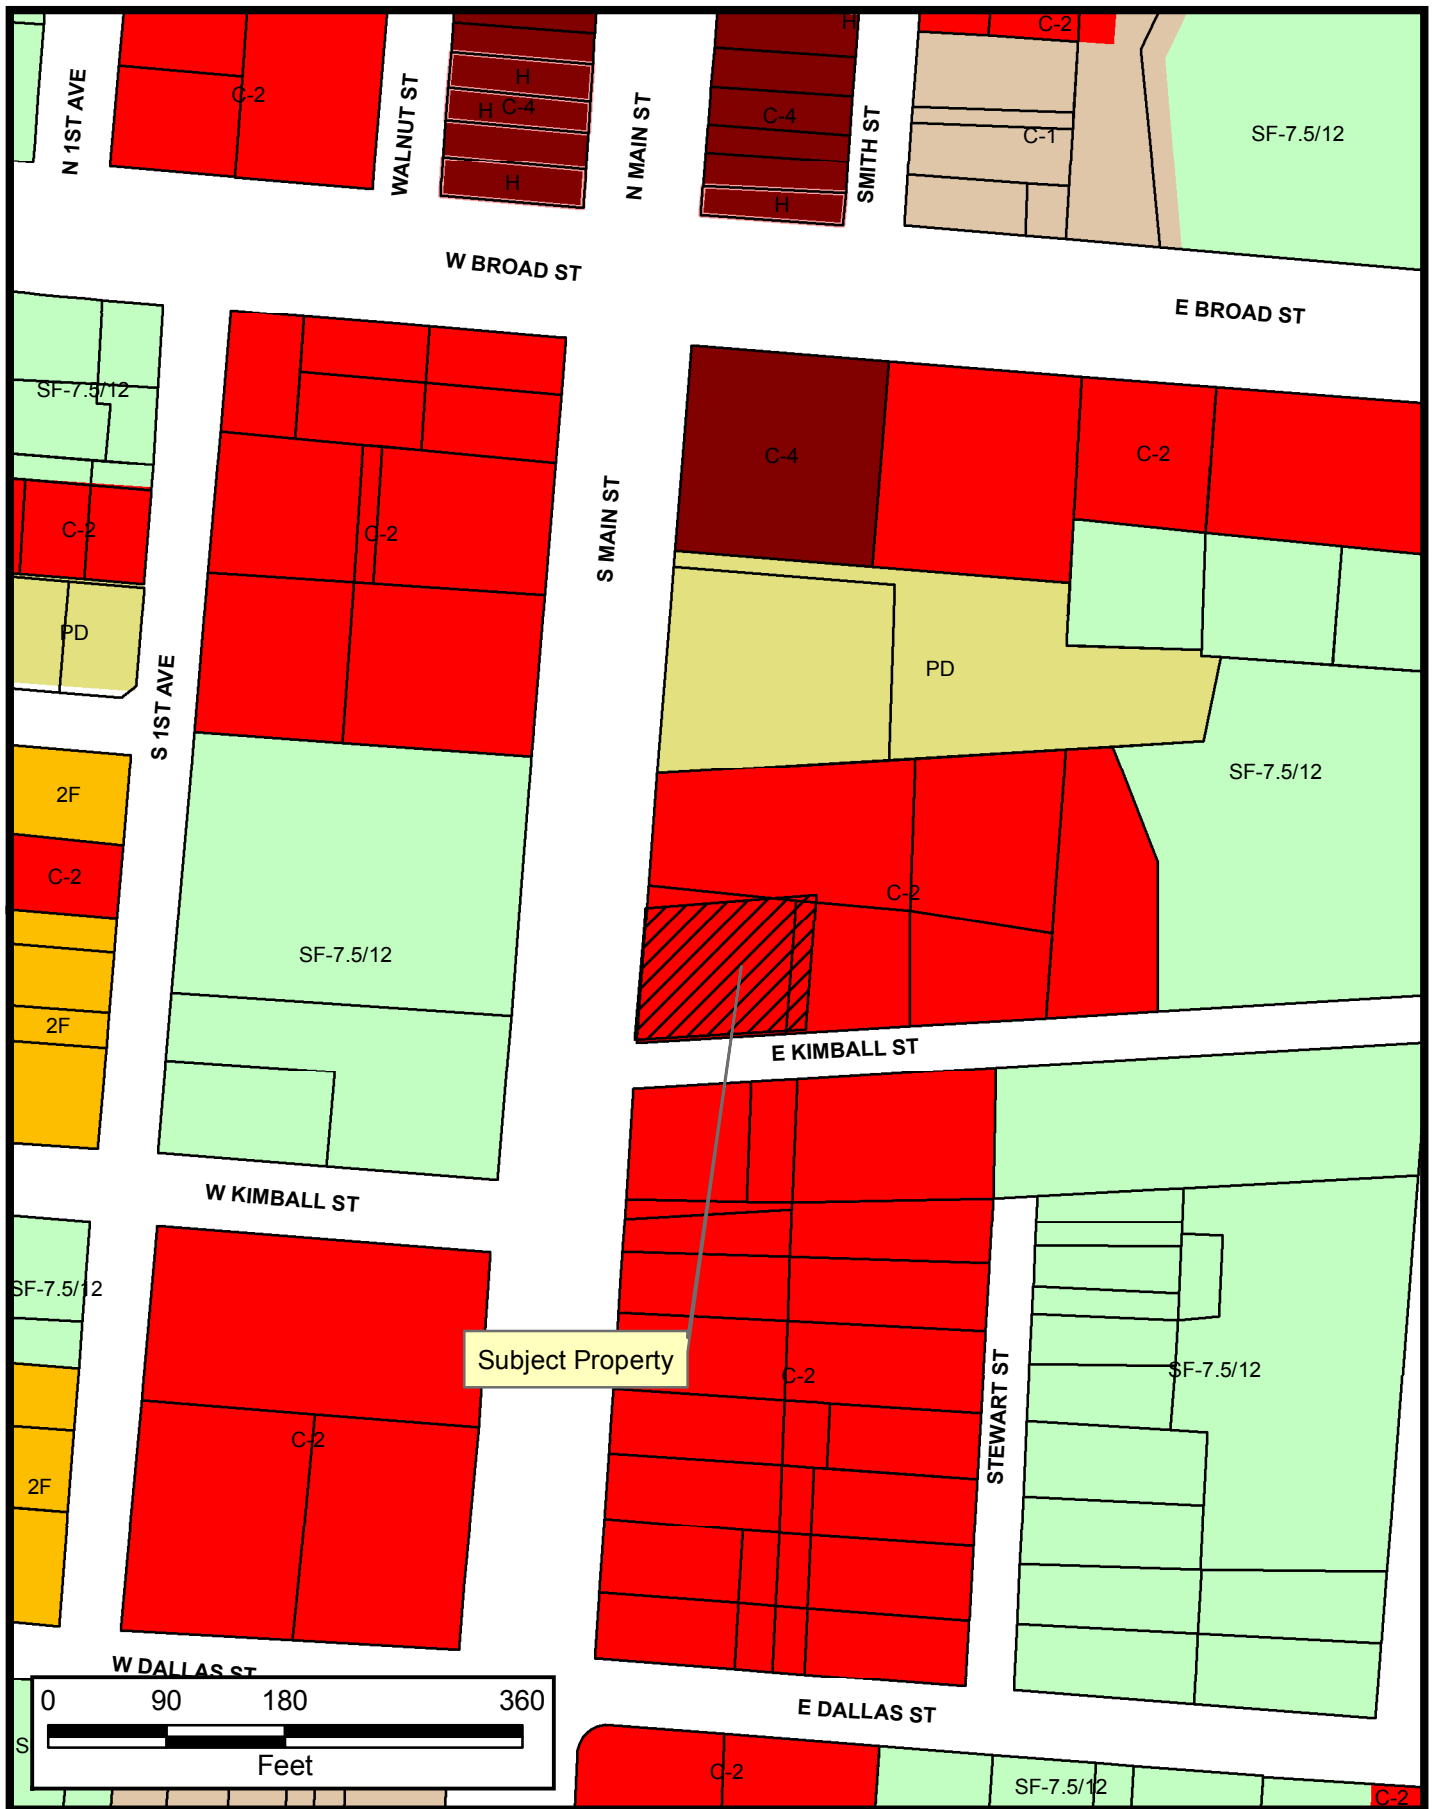 H
C-2
N 1ST AVE
C-2
WALNUT ST
H
H
C-4
H
N MAIN ST
C-4
H
SMITH ST
C-1
SF-7.5/12
W BROAD ST
E BROAD ST
SF-7.5/12
C-2
PD
C-2
S MAIN ST
C-4
C-2
PD
S 1ST AVE
SF-7.5/12
2F
C-2
C-2
SF-7.5/12
2F
E KIMBALL ST
W KIMBALL ST
SF-7.5/12
Subject Property
C-2
STEWART ST
SF-7.5/12
C-2
2F
W DALLAS ST
0 90 180 360
Feet
E DALLAS ST
S
C-2
SF-7.5/12
C-2